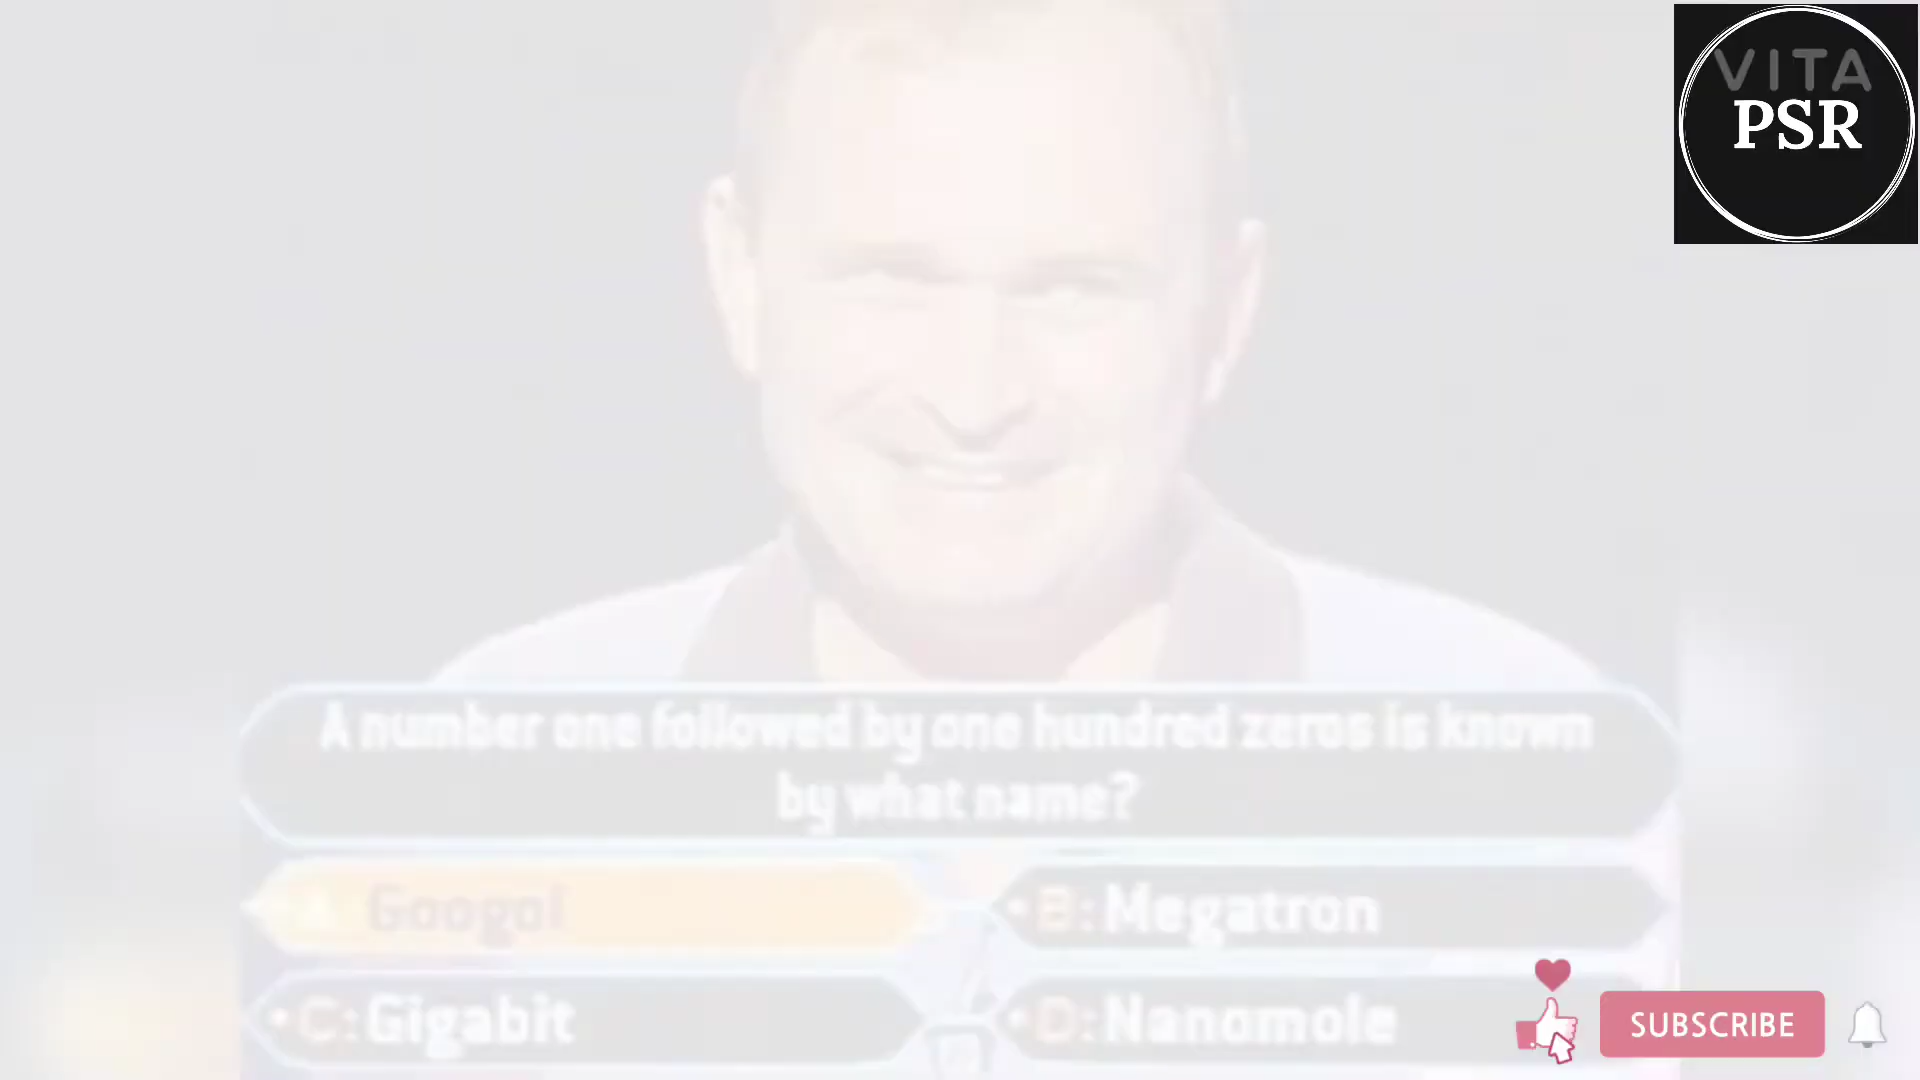 VITA
PSR
A number one followed by one hundred zeros is known
by what name?
A Googol
B: Megatron
C: Gigabit
D: Nanomole
SUBSCRIBE